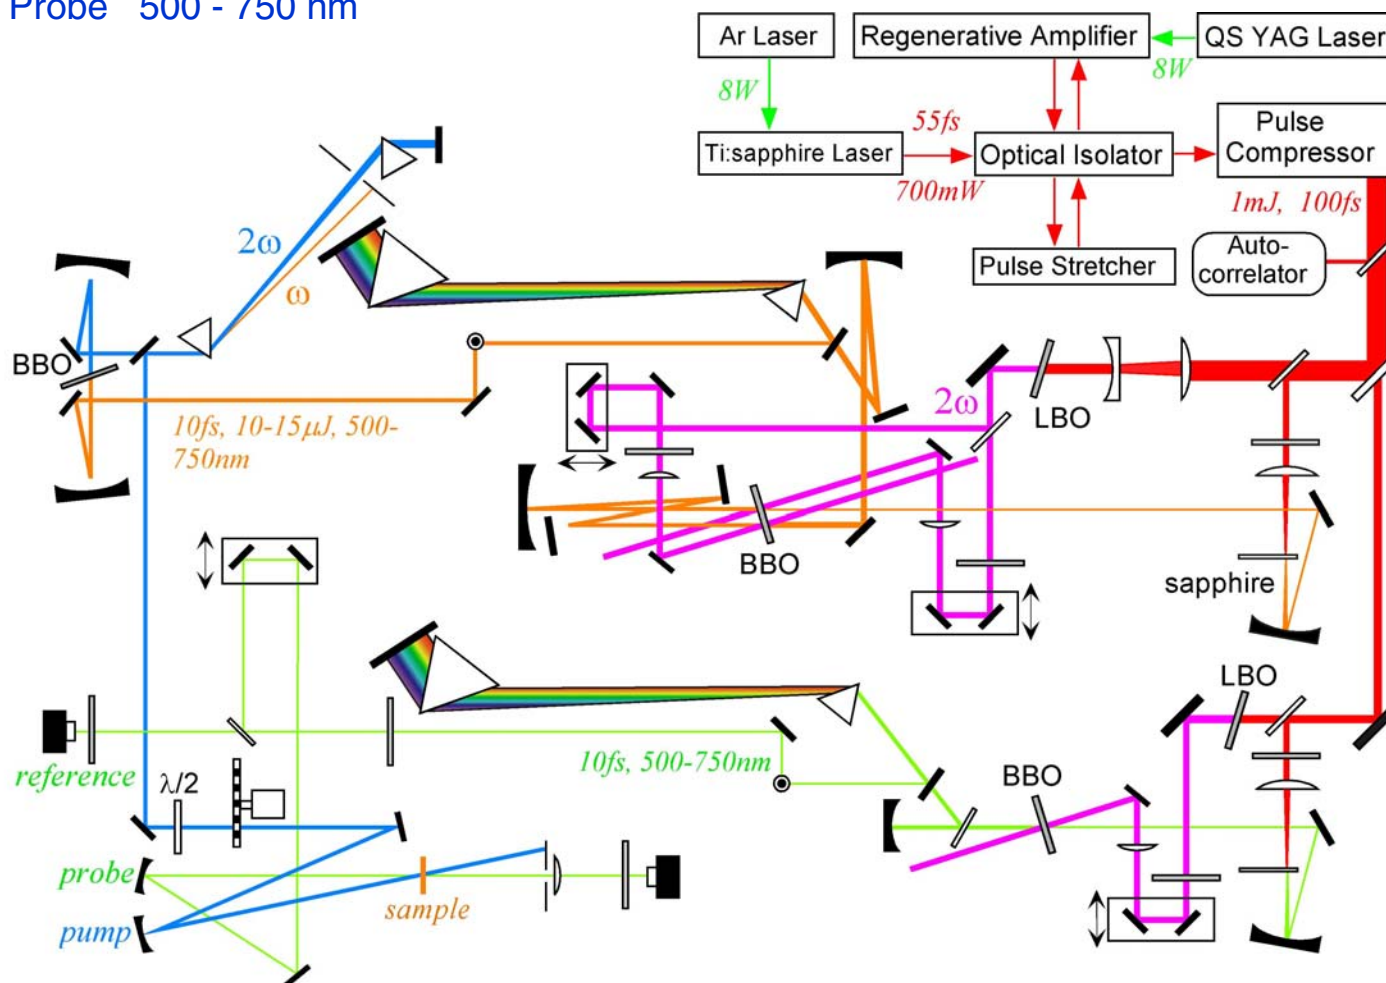 Probe 500 - 750 nm
Ar Laser
Regenerative Amplifier
QS YAG Laser
8W
8W
55fs
Ti:sapphire Laser
Optical Isolator
Pulse
Compressor
700mW
1mJ, 100fs
2ω
ω
Pulse Stretcher
Auto-
correlator
BBO
10fs, 10-15μJ, 500-
750nm
2ω
LBO
BBO
sapphire
LBO
reference
10fs, 500-750nm
BBO
λ/2
probe
sample
pump